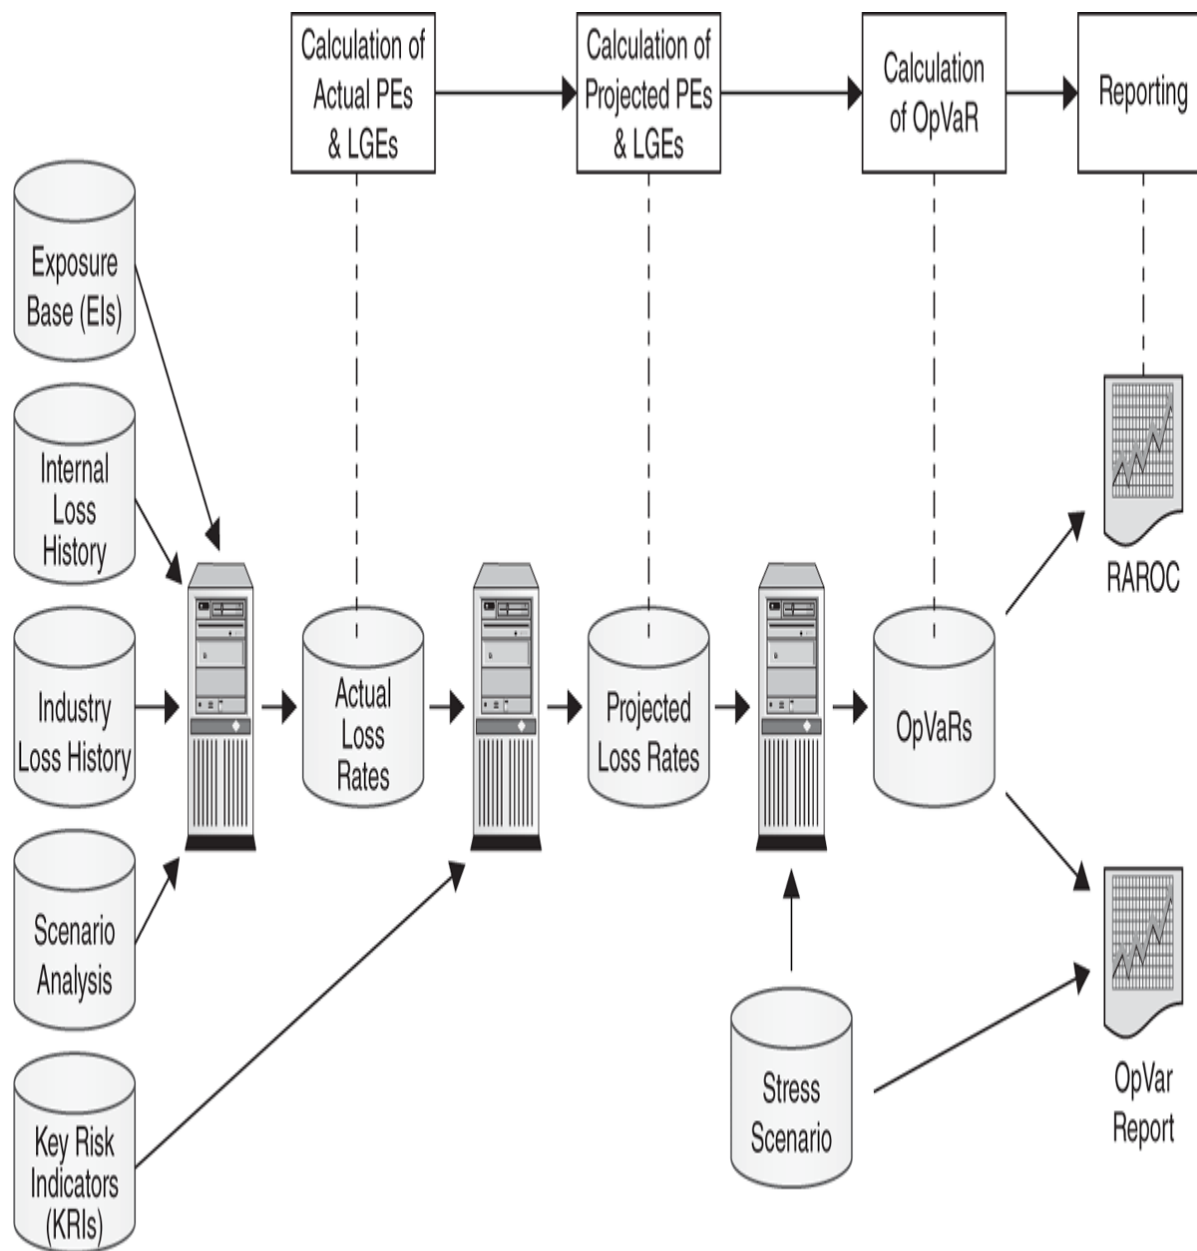 Calculation of
Actual PEs
& LGEs
Calculation of
Projected PEs
& LGEs
Calculation
of OpVaR
Reporting
Exposure
Base (EIs)
Internal
Loss
History
Industry
Loss History
Scenario
Analysis
Key Risk
Indicators
(KRIs)
Actual
Loss
Rates
Projected
Loss Rates
OpVaRs
Stress
Scenario
RAROC
OpVar
Report